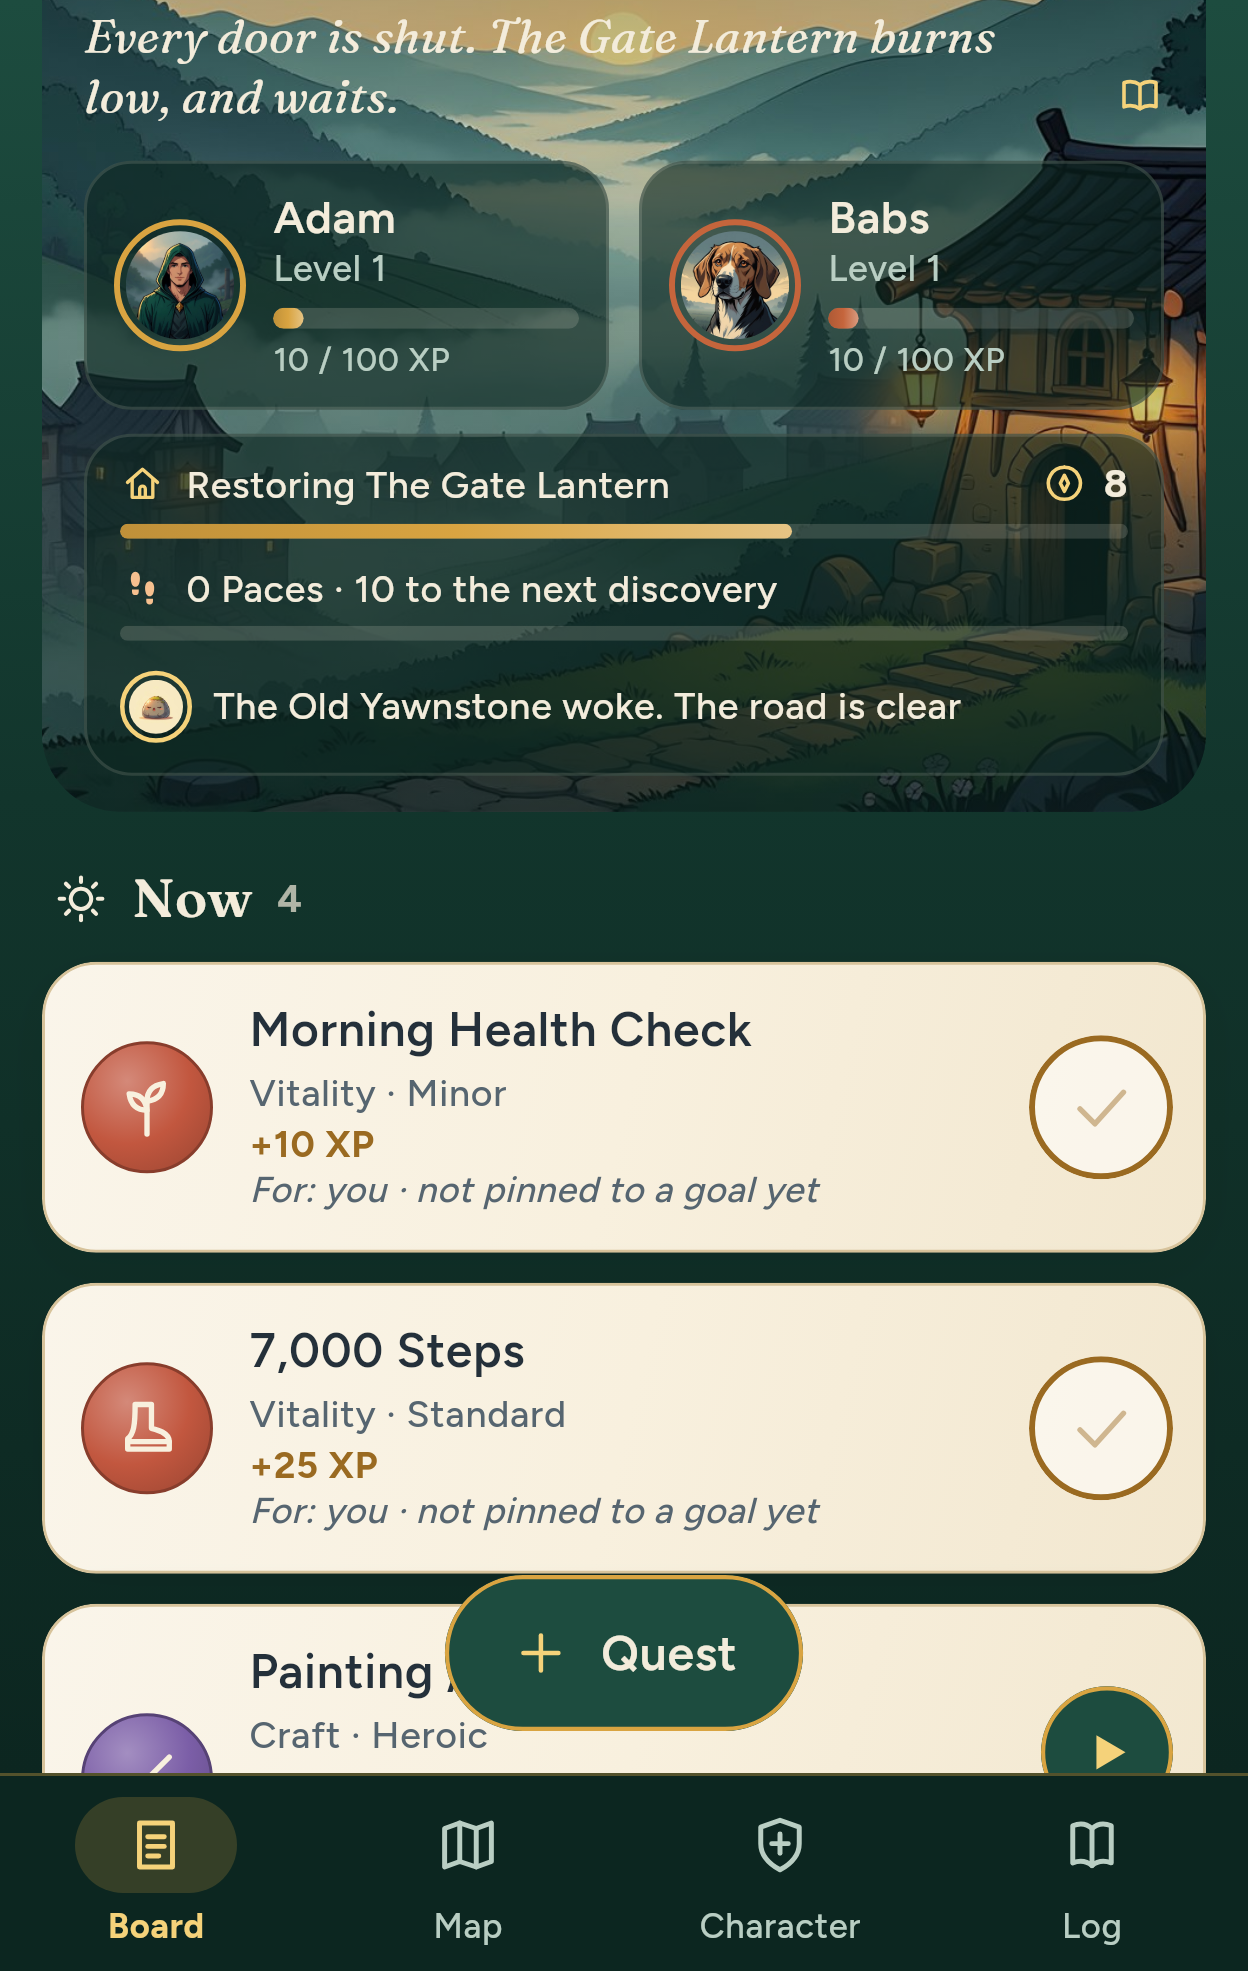 Every door is shut. The Gate Lantern burns
low, and waits.
Adam
Level 1
10 / 100 XP
Babs
Level 1
10 / 100 XP
Restoring The Gate Lantern
8
0 Paces · 10 to the next discovery
The Old Yawnstone woke. The road is clear
Now 4
Morning Health Check
Vitality · Minor
+10 XP
For: you · not pinned to a goal yet
7,000 Steps
Vitality · Standard
+25 XP
For: you · not pinned to a goal yet
Painting
Craft · Heroic
+ Quest
Board
Map
Character
Log